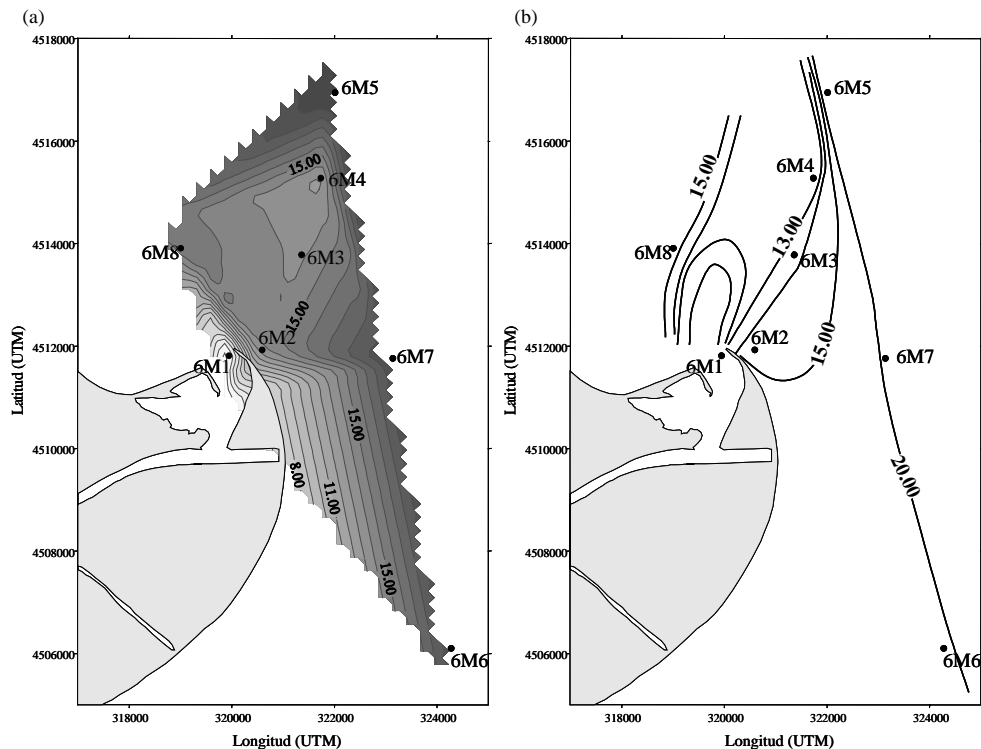 (a)
(b)
4518000
4516000
4514000
4512000
4510000
4508000
4506000
Latitud (UTM)
6M5
15.00
6M4
6M8
6M3
15.00
6M2
6M1
6M7
15.00
8.00
11.00
15.00
6M6
318000
320000
322000
324000
Longitud (UTM)
4518000
4516000
4514000
4512000
4510000
4508000
4506000
Latitud (UTM)
6M5
15.00
6M4
13.00
6M8
6M3
6M2
6M1
15.00
6M7
20.00
6M6
318000
320000
322000
324000
Longitud (UTM)